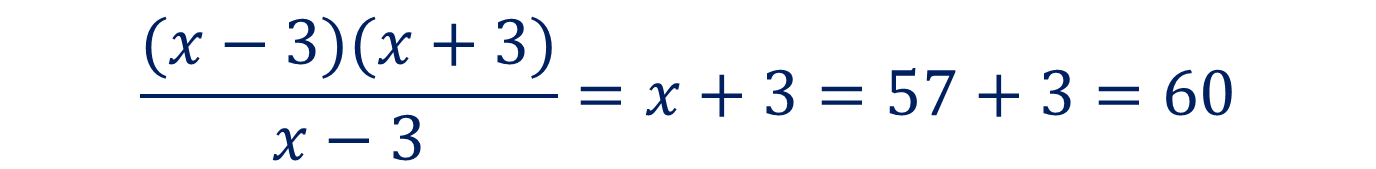 (x − 3)(x + 3)
x − 3
= x + 3 = 57 + 3 = 60